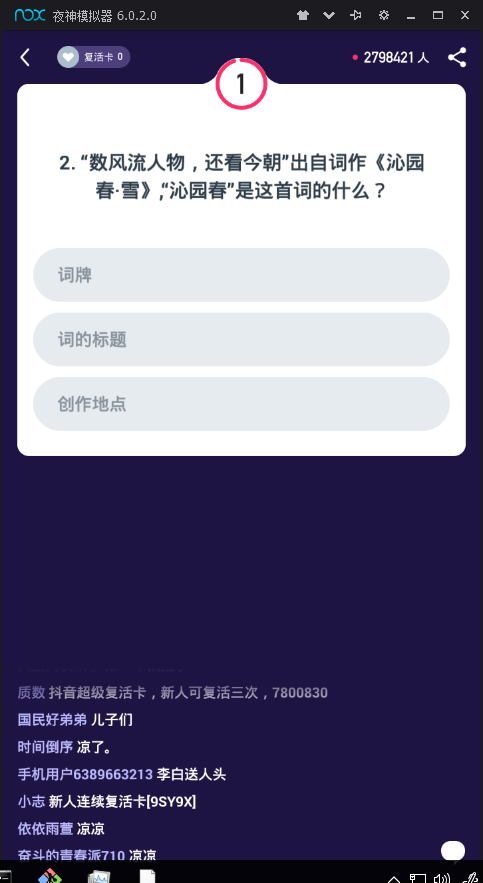 nox 夜神模拟器 6.0.2.0
复活卡 0
2798421 人
1
2. “数风流人物，还看今朝”出自词作《沁园
春·雪》,“沁园春”是这首词的什么？
词牌
词的标题
创作地点
质数 抖音超级复活卡，新人可复活三次，7800830
国民好弟弟 儿子们
时间倒序 凉了。
手机用户6389663213 李白送人头
小志 新人连续复活卡[9SY9X]
依依雨萱 凉凉
奋斗的青春派710 凉凉